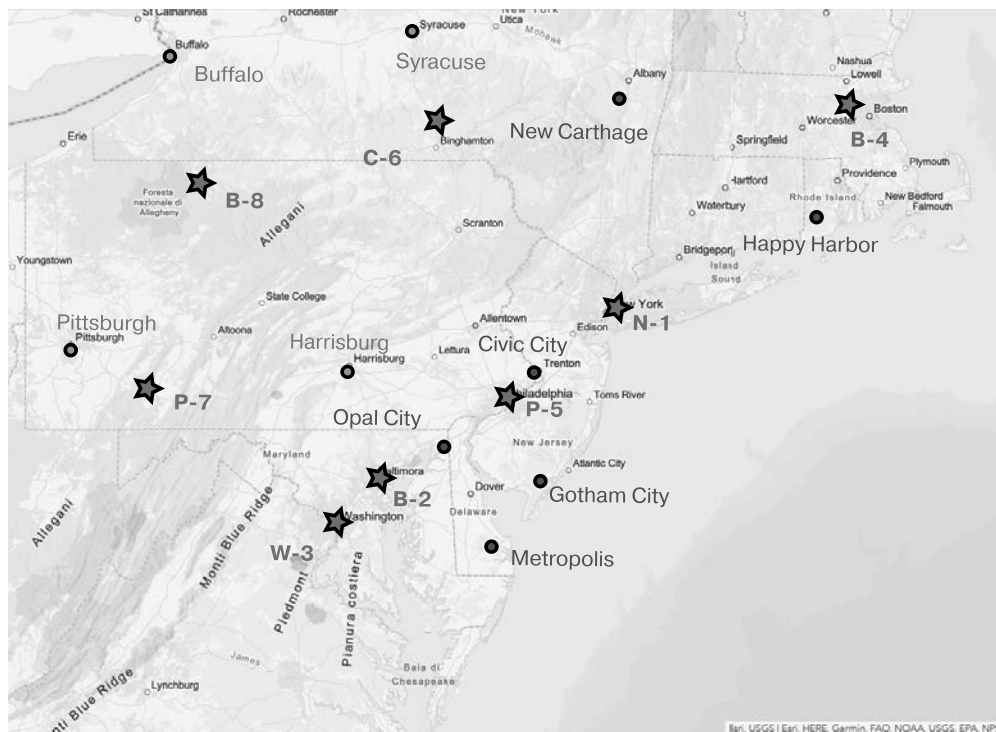 St Catharines
Rochester
New York
Utica
Syracuse
Mohawk
Buffalo
Buffalo
Syracuse
Albany
Nashua
Lowell
New Carthage
Worcester
Boston
B-4
Erie
C-6
Binghamton
Springfield
Plymouth
Foresta
nazionale di
Allegheny
B-8
Allegani
Hartford
Providence
Rhode Island
New Bedford
Falmouth
Waterbury
Scranton
Happy Harbor
Bridgeport
Island
Sound
Youngstown
State College
York
N-1
Pittsburgh
Pittsburgh
Altoona
Harrisburg
Harrisburg
Allentown
Edison
Lettura
Civic City
Trenton
P-7
hiladelphia
P-5
Toms River
Opal City
New Jersey
Maryland
altimora
B-2
Atlantic City
Dover
Gotham City
Delaware
Allegani
Monti Blue Ridge
Washington
W-3
Metropolis
Piedmont
Pianura costiera
James
Baia di
Chesapeake
Lynchburg
nti Blue Ridge
Esri, USGS | Esri, HERE, Garmin, FAO, NOAA, USGS, EPA, NP